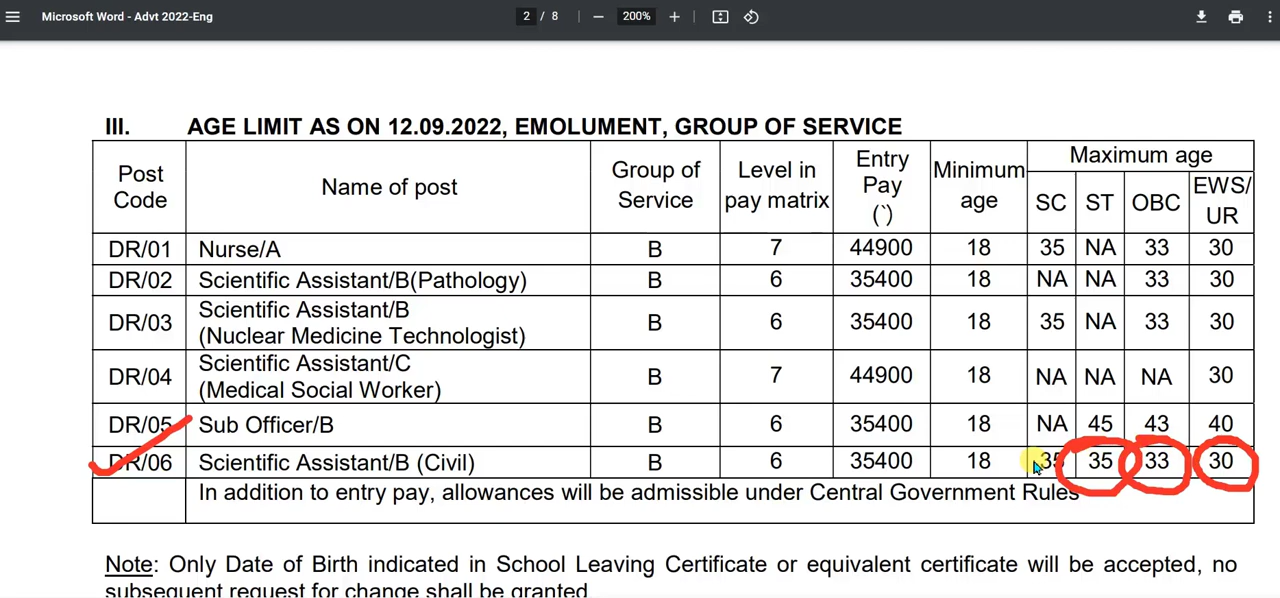 Microsoft Word - Advt 2022-Eng 2 / 8 200%
III. AGE LIMIT AS ON 12.09.2022, EMOLUMENT, GROUP OF SERVICE
Post Code Name of post Group of Service Level in pay matrix Entry Pay (`) Minimum age Maximum age
SC ST OBC EWS/ UR
DR/01 Nurse/A B 7 44900 18 35 NA 33 30
DR/02 Scientific Assistant/B(Pathology) B 6 35400 18 NA NA 33 30
DR/03 Scientific Assistant/B (Nuclear Medicine Technologist) B 6 35400 18 35 NA 33 30
DR/04 Scientific Assistant/C (Medical Social Worker) B 7 44900 18 NA NA NA 30
DR/05 Sub Officer/B B 6 35400 18 NA 45 43 40
DR/06 Scientific Assistant/B (Civil) B 6 35400 18 35 35 33 30
In addition to entry pay, allowances will be admissible under Central Government Rules
Note: Only Date of Birth indicated in School Leaving Certificate or equivalent certificate will be accepted, no
subsequent request for change shall be granted